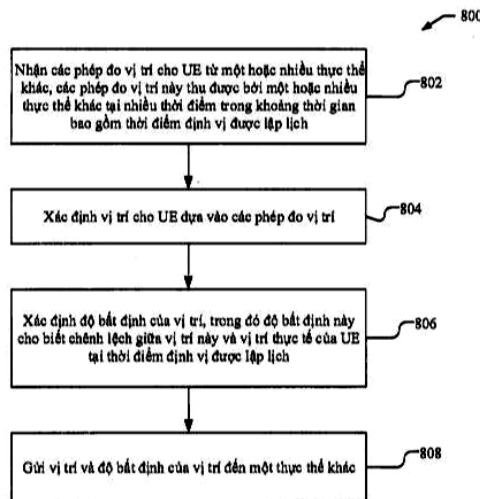 800
Nhận các phép đo vị trí cho UE từ một hoặc nhiều thực thể
khác, các phép đo vị trí này thu được bởi một hoặc nhiều
thực thể khác tại nhiều thời điểm trong khoảng thời gian
bao gồm thời điểm định vị được lập lịch
802
Xác định vị trí cho UE dựa vào các phép đo vị trí
804
Xác định độ bất định của vị trí, trong đó độ bất định này
cho biết chênh lệch giữa vị trí này và vị trí thực tế của UE
tại thời điểm định vị được lập lịch
806
Gửi vị trí và độ bất định của vị trí đến một thực thể khác
808